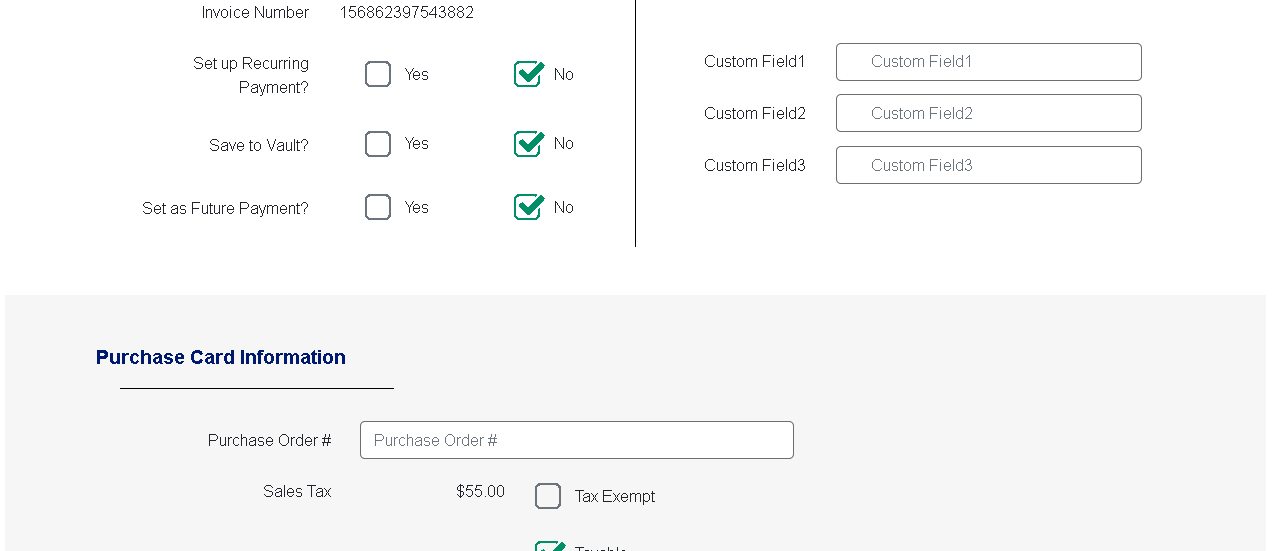 Invoice Number 156862397543882
Set up Recurring
Payment?
Yes No
Save to Vault? Yes No
Set as Future Payment? Yes No
Custom Field1 Custom Field1
Custom Field2 Custom Field2
Custom Field3 Custom Field3
Purchase Card Information
Purchase Order # Purchase Order #
Sales Tax $55.00 Tax Exempt
Taxable